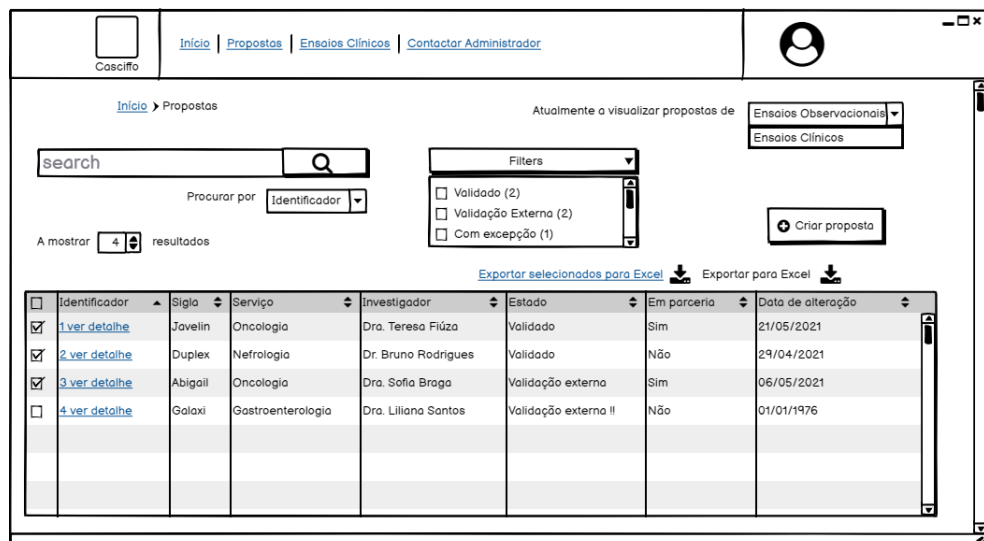 Casciffo
Início Propostas Ensaios Clínicos Contactar Administrador
Início Propostas
Atualmente a visualizar propostas de Ensaios Observacionais
Ensaios Clínicos
search
Filters
Procurar por Identificador
Validado (2)
Validação Externa (2)
Com excepção (1)
Criar proposta
A mostrar 4 resultados
Exportar selecionados para Excel Exportar para Excel
Identificador Sigla Serviço Investigador Estado Em parceria Data de alteração
1 ver detalhe Javelin Oncologia Dra. Teresa Fiúza Validado Sim 21/05/2021
2 ver detalhe Duplex Nefrologia Dr. Bruno Rodrigues Validado Não 29/04/2021
3 ver detalhe Abigail Oncologia Dra. Sofia Braga Validação externa Sim 06/05/2021
4 ver detalhe Galaxi Gastroenterologia Dra. Liliana Santos Validação externa !! Não 01/01/1976